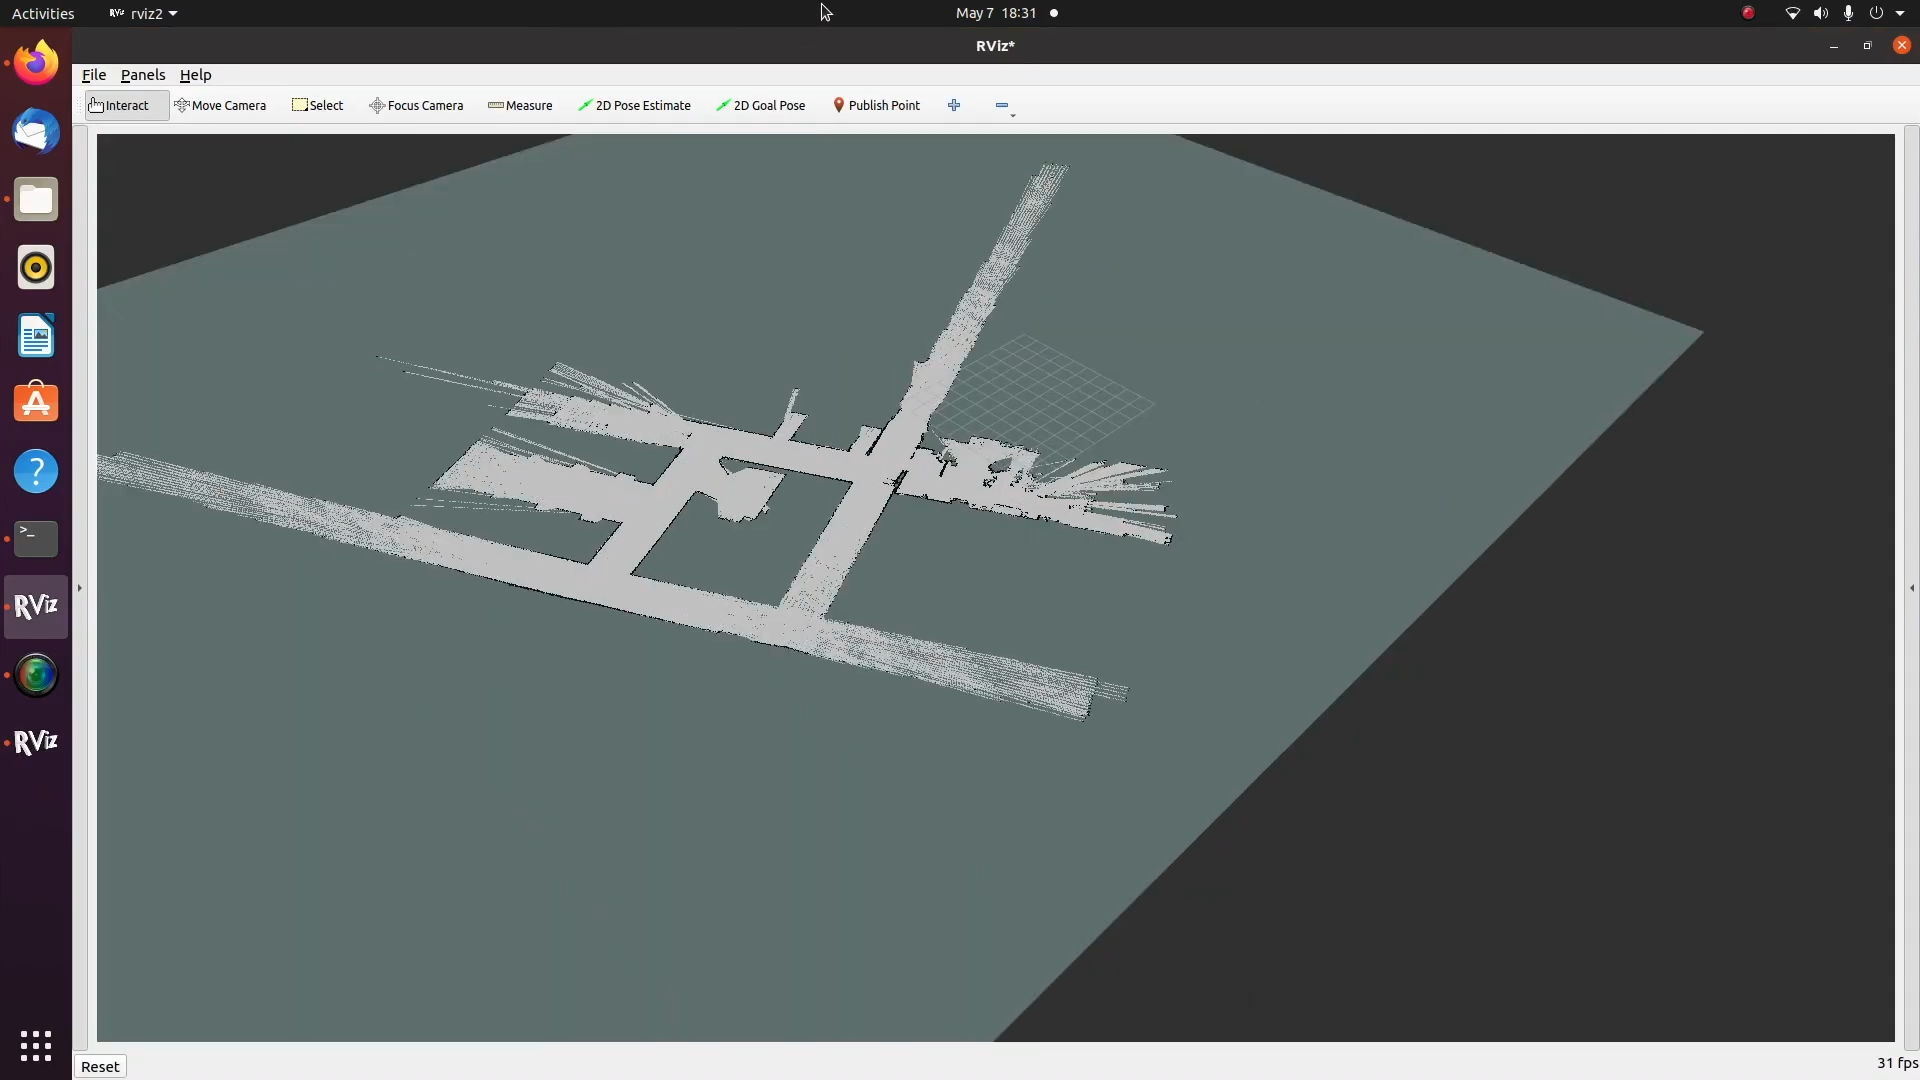 Activities RViz rviz2 May 7 18:31
RViz*
File Panels Help
Interact Move Camera Select Focus Camera Measure 2D Pose Estimate 2D Goal Pose Publish Point
RViz
RViz
Reset 31 fps